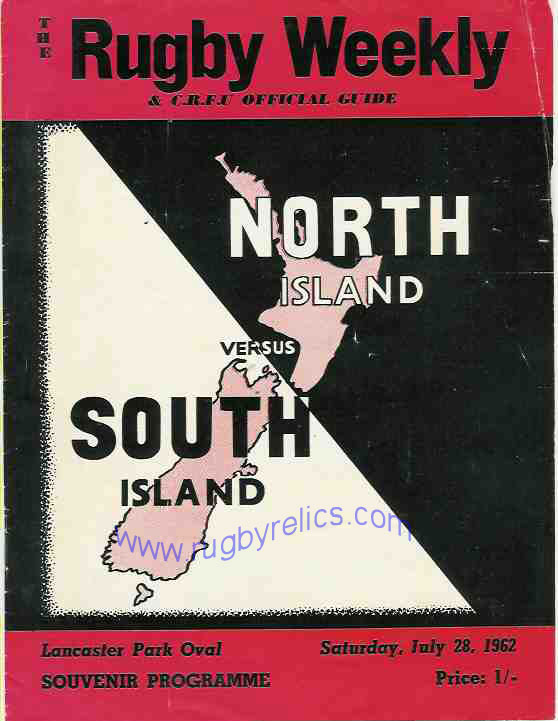 THE
Rugby Weekly
& C.R.F.U OFFICIAL GUIDE
NORTH
ISLAND
VERSUS
SOUTH
ISLAND
www.rugbyrelics.com
Lancaster Park Oval
Saturday, July 28, 1962
SOUVENIR PROGRAMME
Price: 1/-